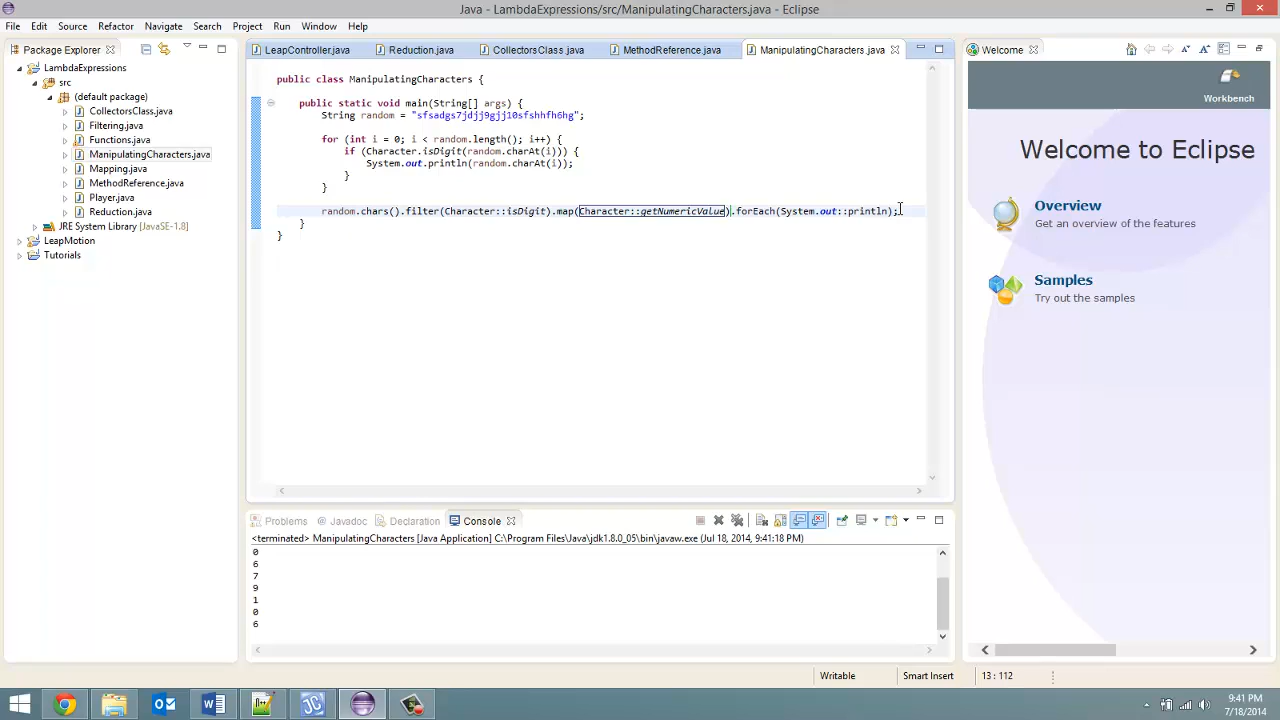 Java - LambdaExpressions/src/ManipulatingCharacters.java - Eclipse
File Edit Source Refactor Navigate Search Project Run Window Help
Package Explorer
LambdaExpressions
src
(default package)
CollectorsClass.java
Filtering.java
Functions.java
ManipulatingCharacters.java
Mapping.java
MethodReference.java
Player.java
Reduction.java
JRE System Library [JavaSE-1.8]
LeapMotion
Tutorials
LeapController.java Reduction.java CollectorsClass.java MethodReference.java ManipulatingCharacters.java
public class ManipulatingCharacters {
public static void main(String[] args) {
String random = "sfsadgs7jdjj9gjj10sfshhfh6hg";
for (int i = 0; i < random.length(); i++) {
if (Character.isDigit(random.charAt(i))) {
System.out.println(random.charAt(i));
}
}
random.chars().filter(Character::isDigit).map(Character::getNumericValue).forEach(System.out::println);
}
}
Problems Javadoc Declaration Console
<terminated> ManipulatingCharacters [Java Application] C:\Program Files\Java\jdk1.8.0_05\bin\javaw.exe (Jul 18, 2014, 9:41:18 PM)
0
6
7
9
1
0
6
Welcome
Workbench
Welcome to Eclipse
Overview
Get an overview of the features
Samples
Try out the samples
Writable Smart Insert 13 : 112
9:41 PM
7/18/2014